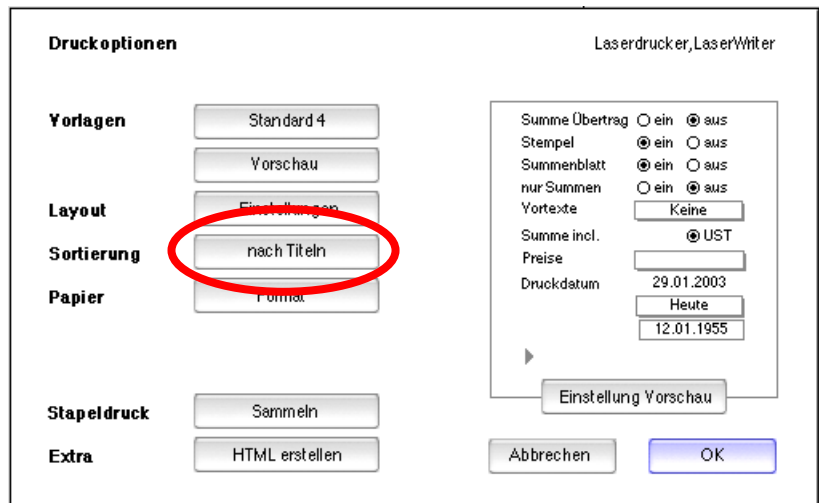 Druckoptionen
Laserdrucker,LaserWriter
Vorlagen
Standard 4
Vorschau
Layout
Einstellungen
Sortierung
nach Titeln
Papier
Format
Stapeldruck
Sammeln
Extra
HTML erstellen
Summe Übertrag ein aus
Stempel ein aus
Summenblatt ein aus
nur Summen ein aus
Vortexte Keine
Summe incl. UST
Preise
Druckdatum 29.01.2003
Heute
12.01.1955
Einstellung Vorschau
Abbrechen
OK